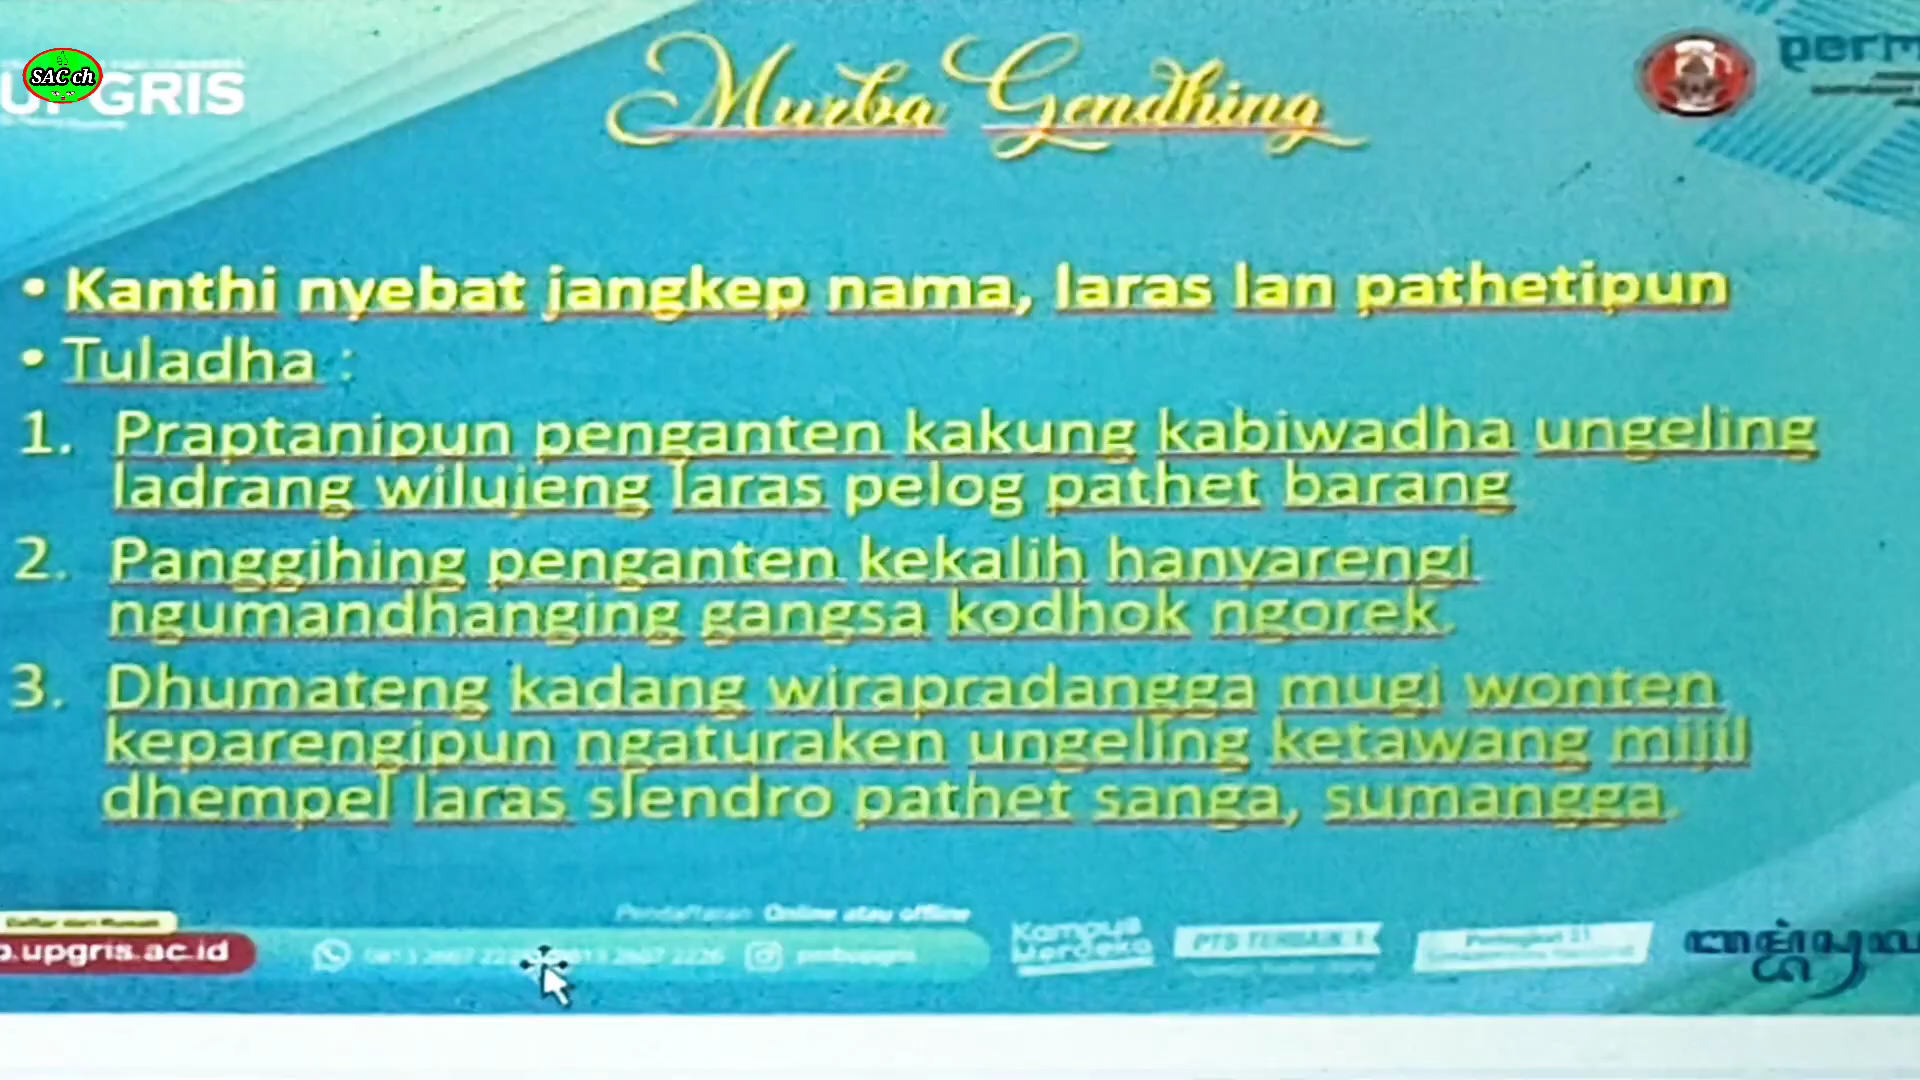 SAC ch
UPGRIS
Murba Gendhing
• Kanthi nyebat jangkep nama, laras lan pathetipun
• Tuladha :
1. Praptanipun penganten kakung kabiwadha ungeling
ladrang wilujeng laras pelog pathet barang
2. Panggihing penganten kekalih hanyarengi
ngumandhanging gangsa kodhok ngorek.
3. Dhumateng kadang wirapradangga mugi wonten
keparengipun ngaturaken ungeling ketawang mijil
dhempel laras slendro pathet sanga, sumangga.
Pendaftaran Online atau offline
.upgris.ac.id
Kampus
Merdeka
PTS TERBAIK 1